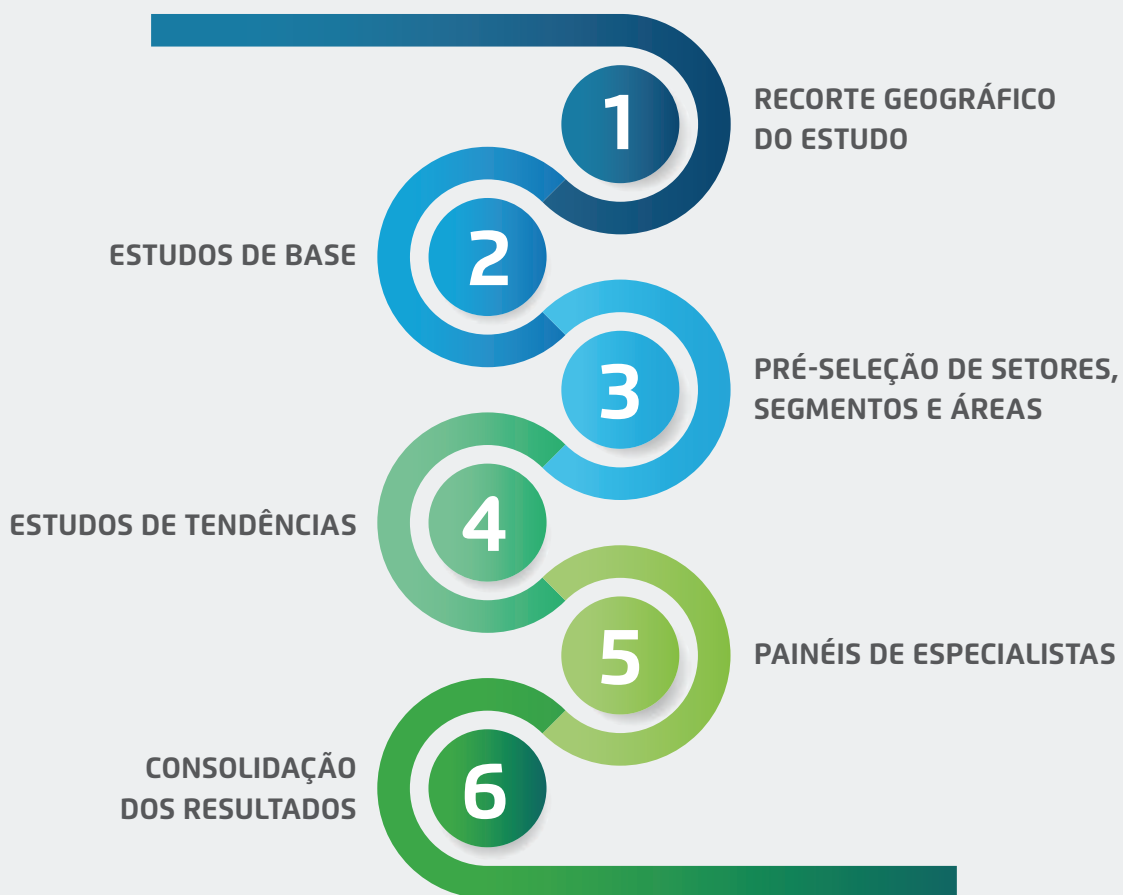 1
RECORTE GEOGRÁFICO
DO ESTUDO
2
ESTUDOS DE BASE
3
PRÉ-SELEÇÃO DE SETORES,
SEGMENTOS E ÁREAS
4
ESTUDOS DE TENDÊNCIAS
5
PAINÉIS DE ESPECIALISTAS
6
CONSOLIDAÇÃO
DOS RESULTADOS